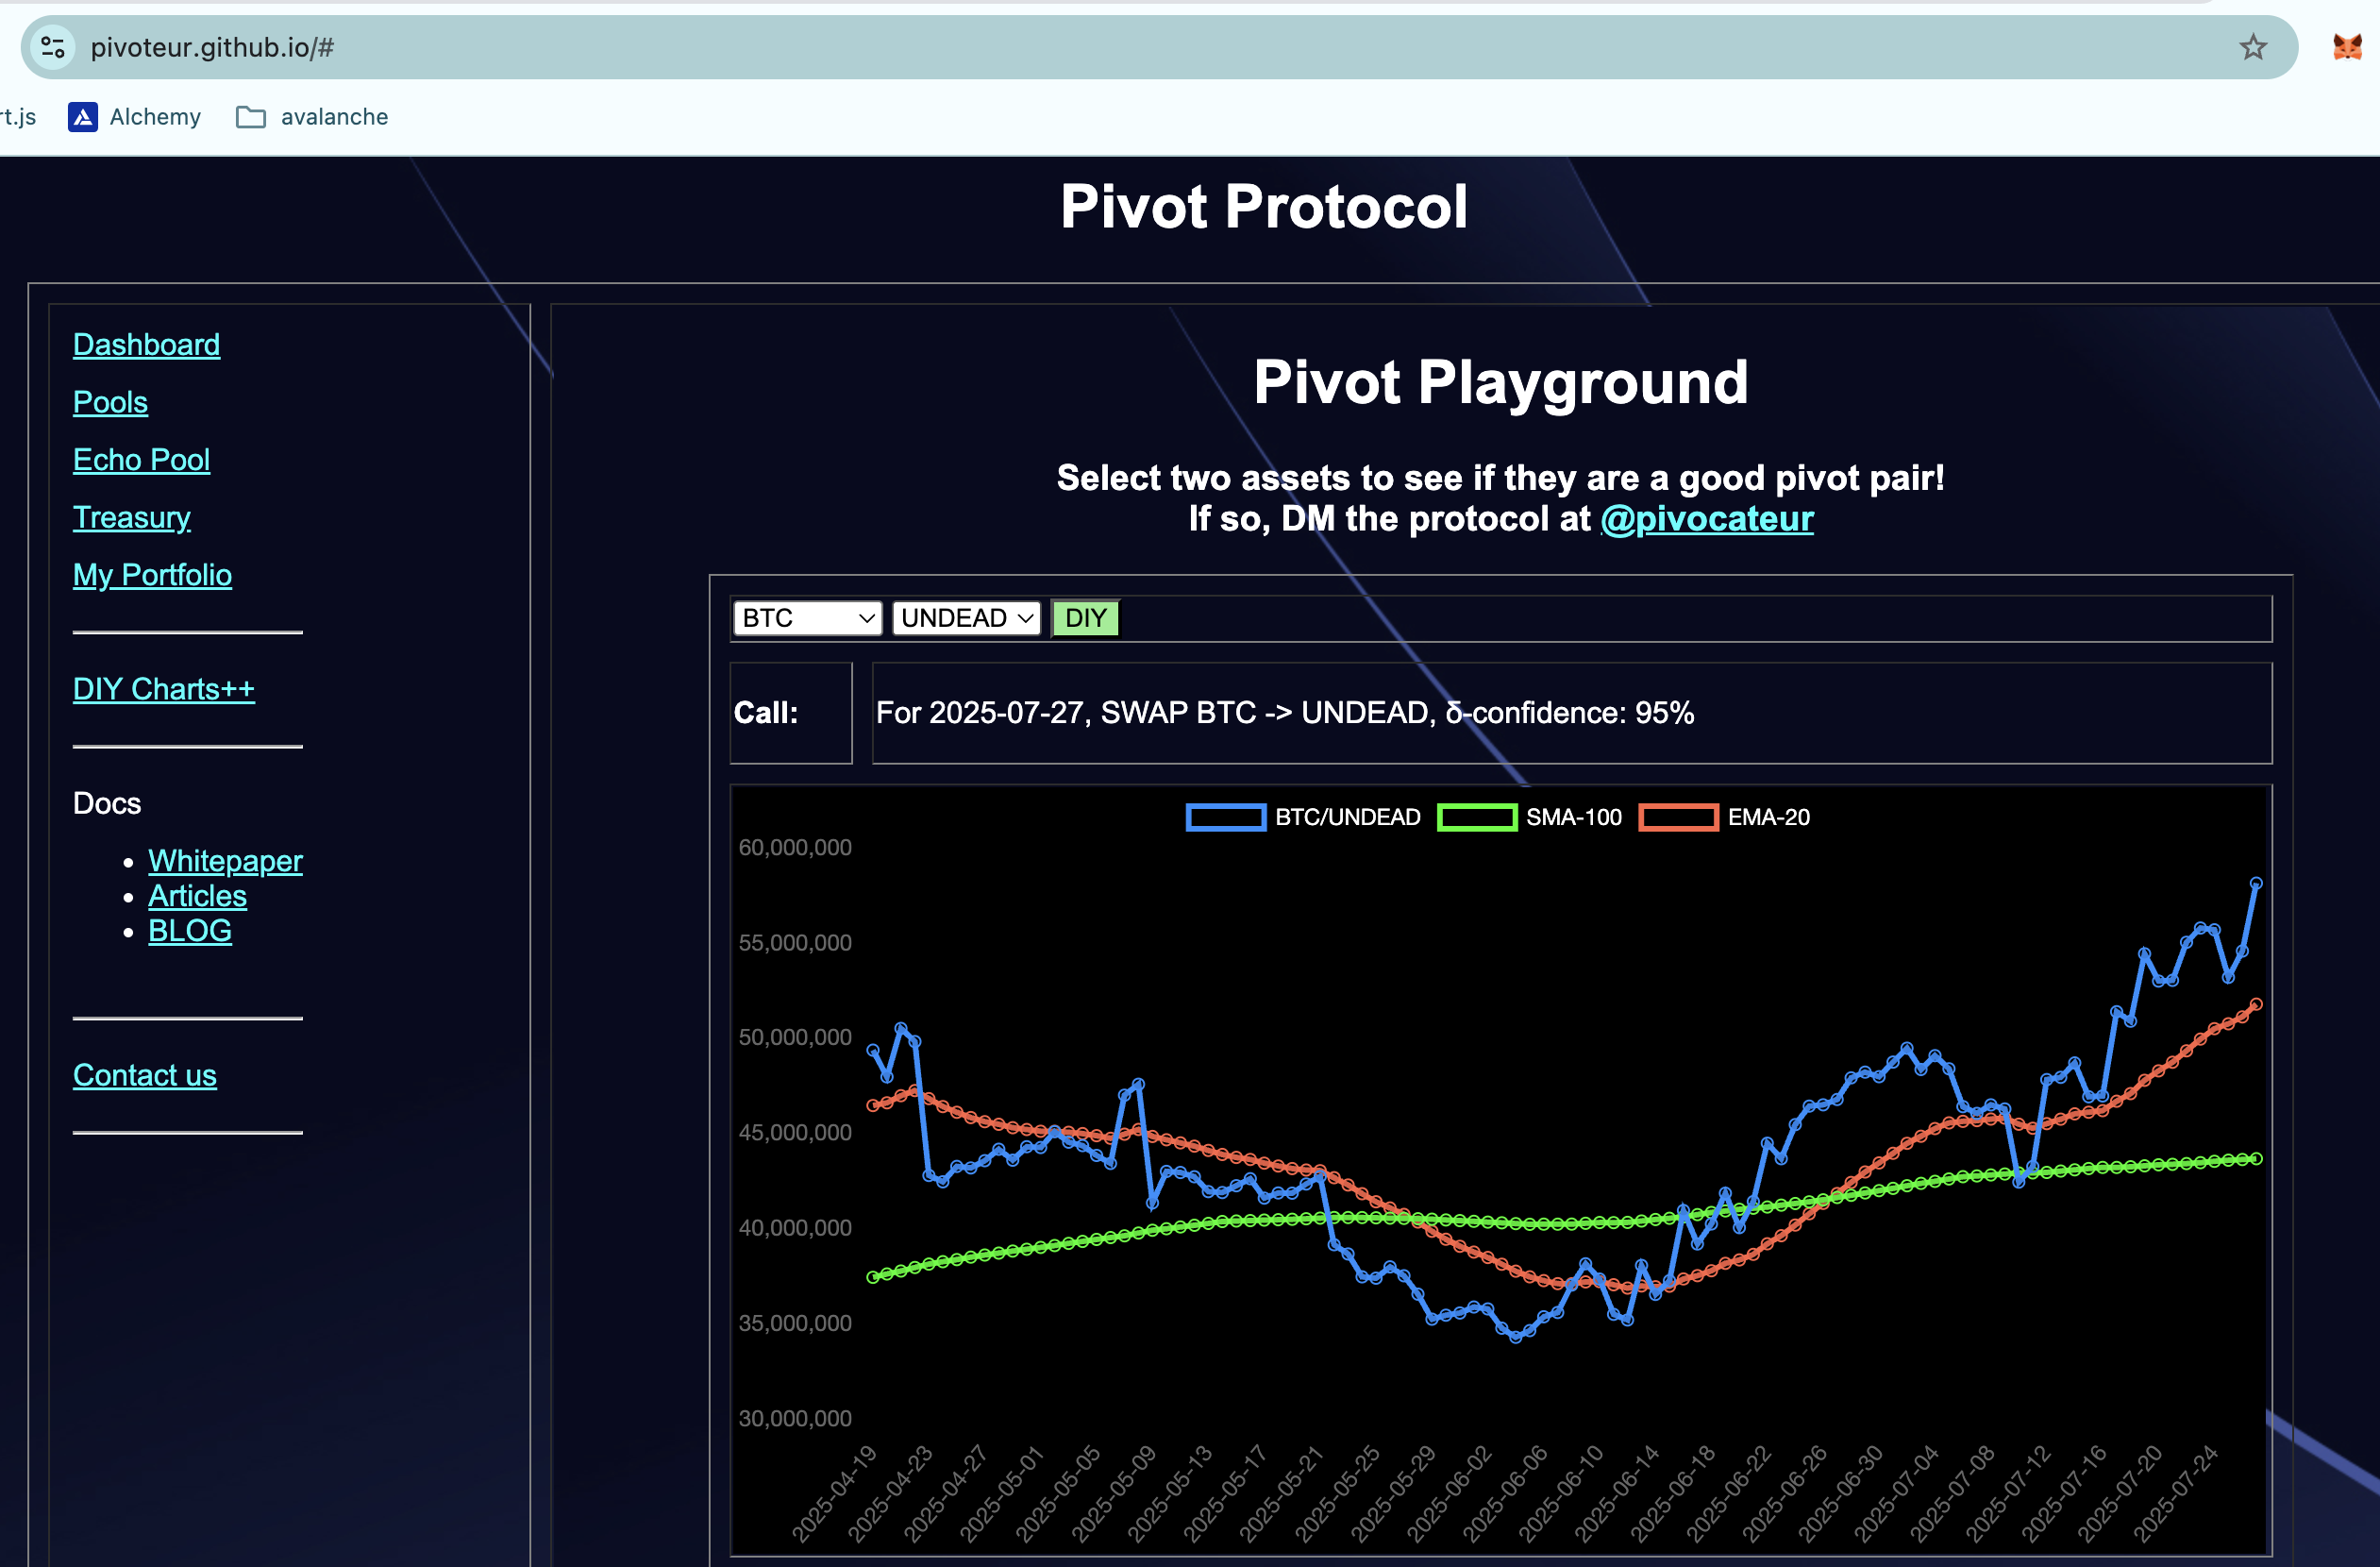 pivoteur.github.io/#
rt.js
Alchemy
avalanche
Pivot Protocol
Dashboard
Pools
Echo Pool
Treasury
My Portfolio
DIY Charts++
Docs
Whitepaper
Articles
BLOG
Contact us
Pivot Playground
Select two assets to see if they are a good pivot pair!
If so, DM the protocol at @pivocateur
BTC UNDEAD DIY
Call: For 2025-07-27, SWAP BTC -> UNDEAD, δ-confidence: 95%
BTC/UNDEAD SMA-100 EMA-20
60,000,000
55,000,000
50,000,000
45,000,000
40,000,000
35,000,000
30,000,000
2025-04-19
2025-04-23
2025-04-27
2025-05-01
2025-05-05
2025-05-09
2025-05-13
2025-05-17
2025-05-21
2025-05-25
2025-05-29
2025-06-02
2025-06-06
2025-06-10
2025-06-14
2025-06-18
2025-06-22
2025-06-26
2025-06-30
2025-07-04
2025-07-08
2025-07-12
2025-07-16
2025-07-20
2025-07-24